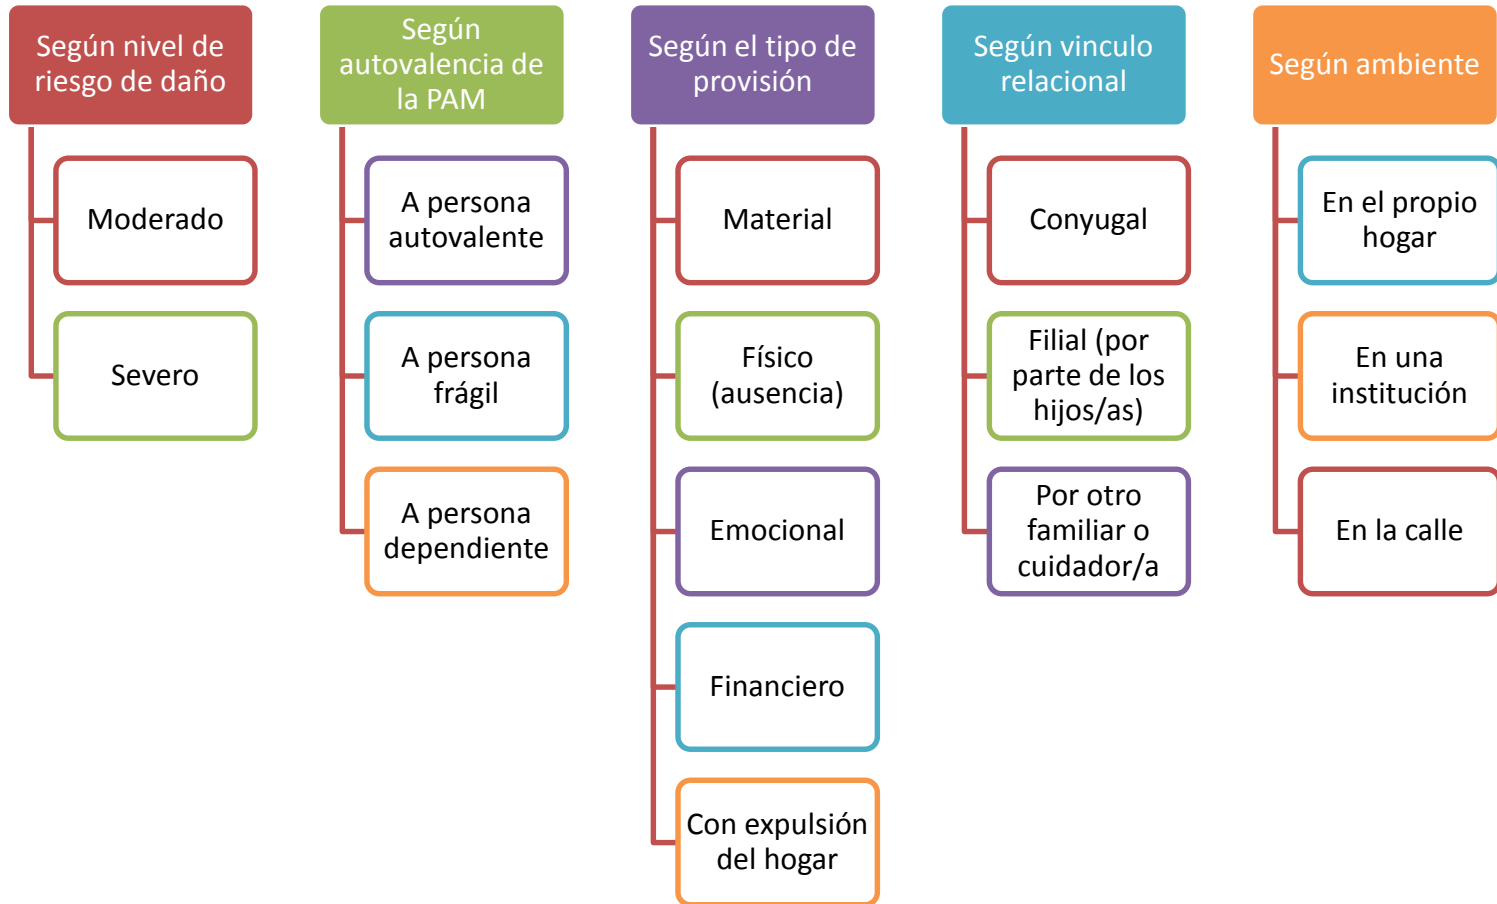 Según nivel de
riesgo de daño
Moderado
Severo
Según
autovalencia de
la PAM
A persona
autovalente
A persona
frágil
A persona
dependiente
Según el tipo de
provisión
Material
Físico
(ausencia)
Emocional
Financiero
Con expulsión
del hogar
Según vinculo
relacional
Conyugal
Filial (por
parte de los
hijos/as)
Por otro
familiar o
cuidador/a
Según ambiente
En el propio
hogar
En una
institución
En la calle